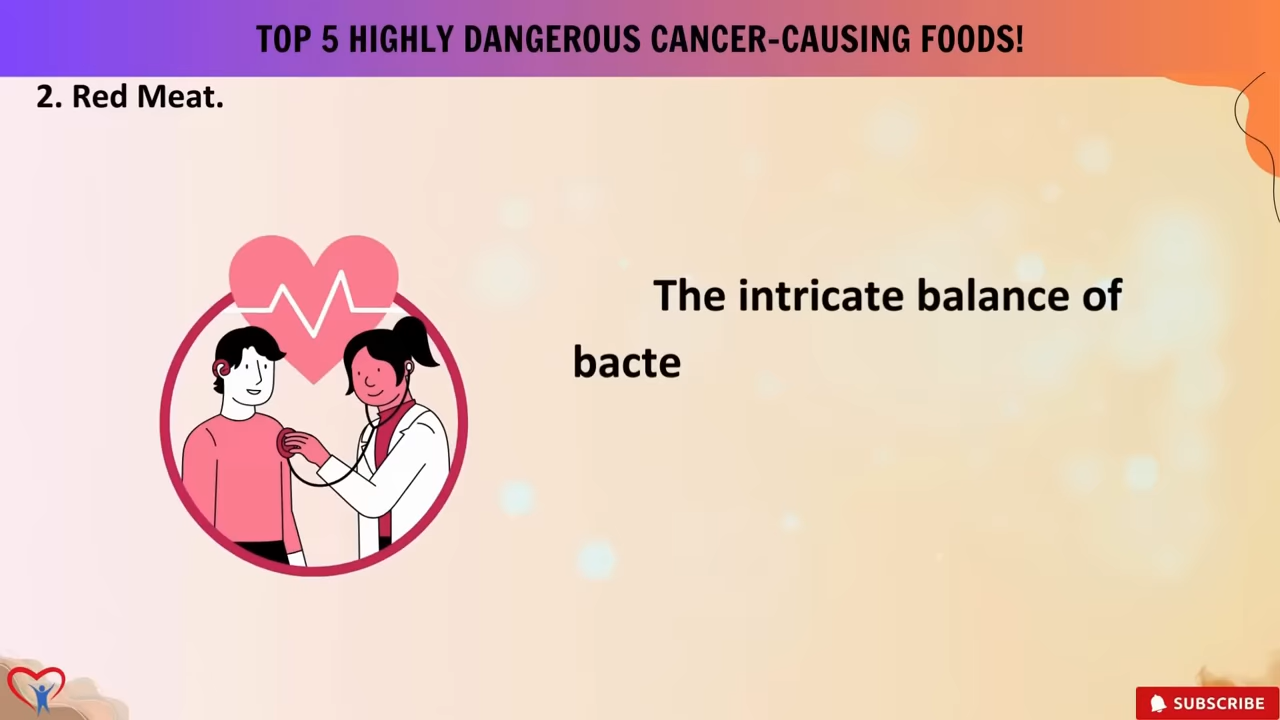 TOP 5 HIGHLY DANGEROUS CANCER-CAUSING FOODS!
2. Red Meat.
The intricate balance of
bacte
SUBSCRIBE